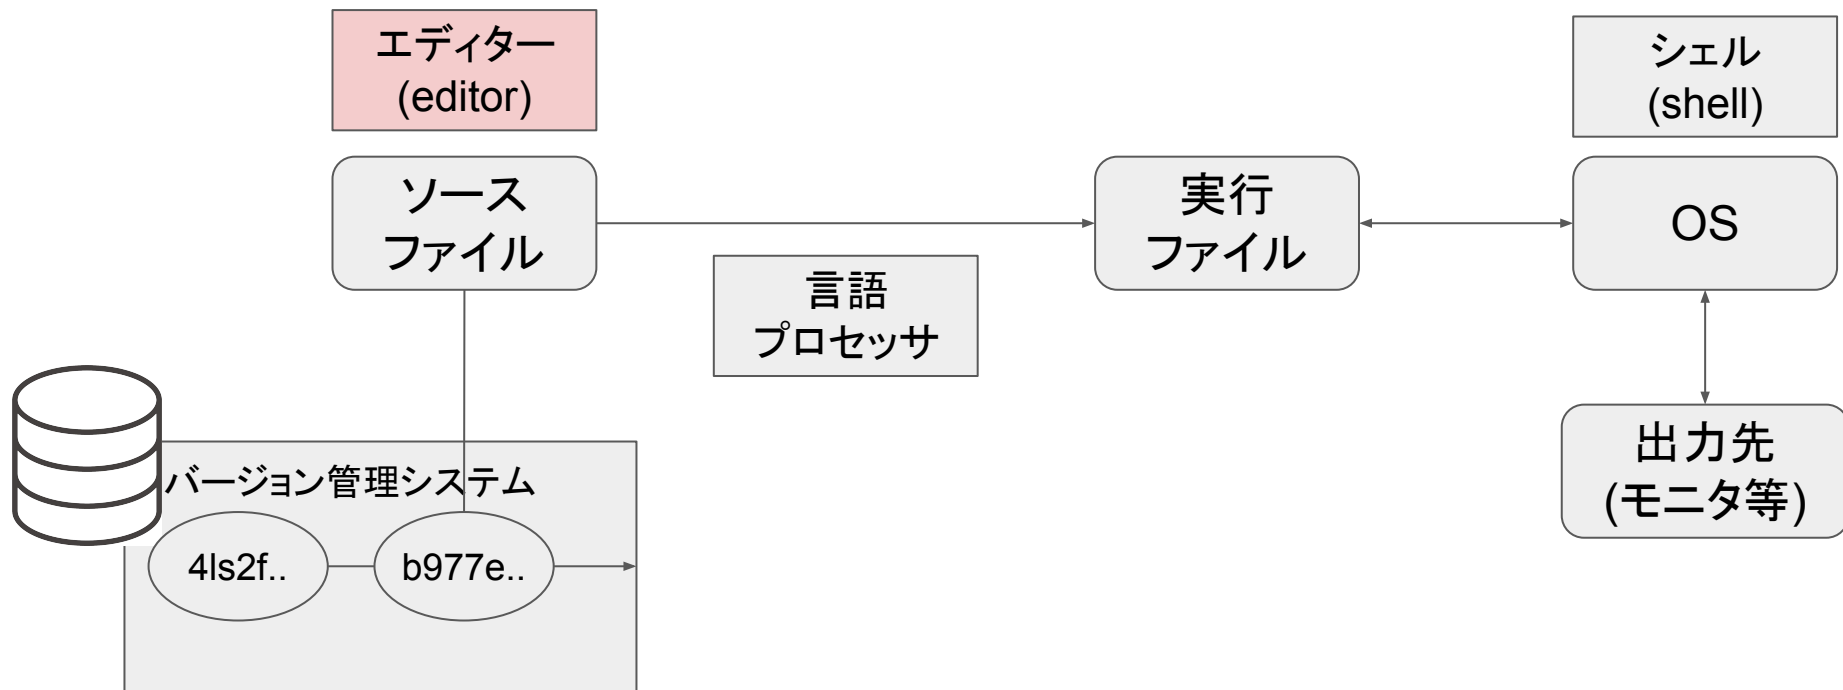 エディター
(editor)
シェル
(shell)
ソース
ファイル
実行
ファイル
OS
言語
プロセッサ
出力先
(モニタ等)
バージョン管理システム
4ls2f..
b977e..